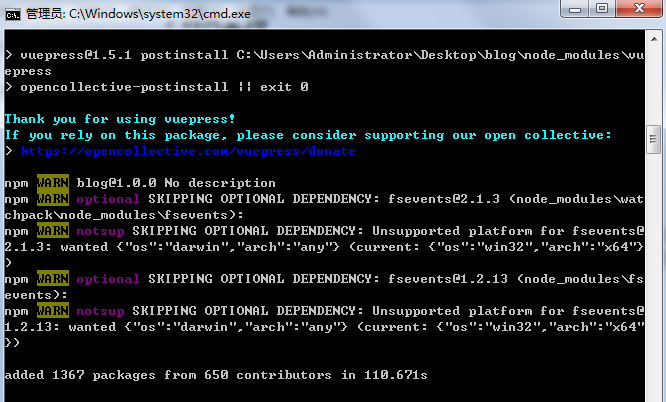 管理员: C:\Windows\system32\cmd.exe
> vuepress@1.5.1 postinstall C:\Users\Administrator\Desktop\blog\node_modules\vu
epress
> opencollective-postinstall || exit 0
Thank you for using vuepress!
If you rely on this package, please consider supporting our open collective:
> https://opencollective.com/vuepress/donate
npm WARN blog@1.0.0 No description
npm WARN optional SKIPPING OPTIONAL DEPENDENCY: fsevents@2.1.3 (node_modules\wat
chpack\node_modules\fsevents):
npm WARN notsup SKIPPING OPTIONAL DEPENDENCY: Unsupported platform for fsevents@
2.1.3: wanted {"os":"darwin","arch":"any"} (current: {"os":"win32","arch":"x64"}
)
npm WARN optional SKIPPING OPTIONAL DEPENDENCY: fsevents@1.2.13 (node_modules\fs
events):
npm WARN notsup SKIPPING OPTIONAL DEPENDENCY: Unsupported platform for fsevents@
1.2.13: wanted {"os":"darwin","arch":"any"} (current: {"os":"win32","arch":"x64"
})
added 1367 packages from 650 contributors in 110.671s